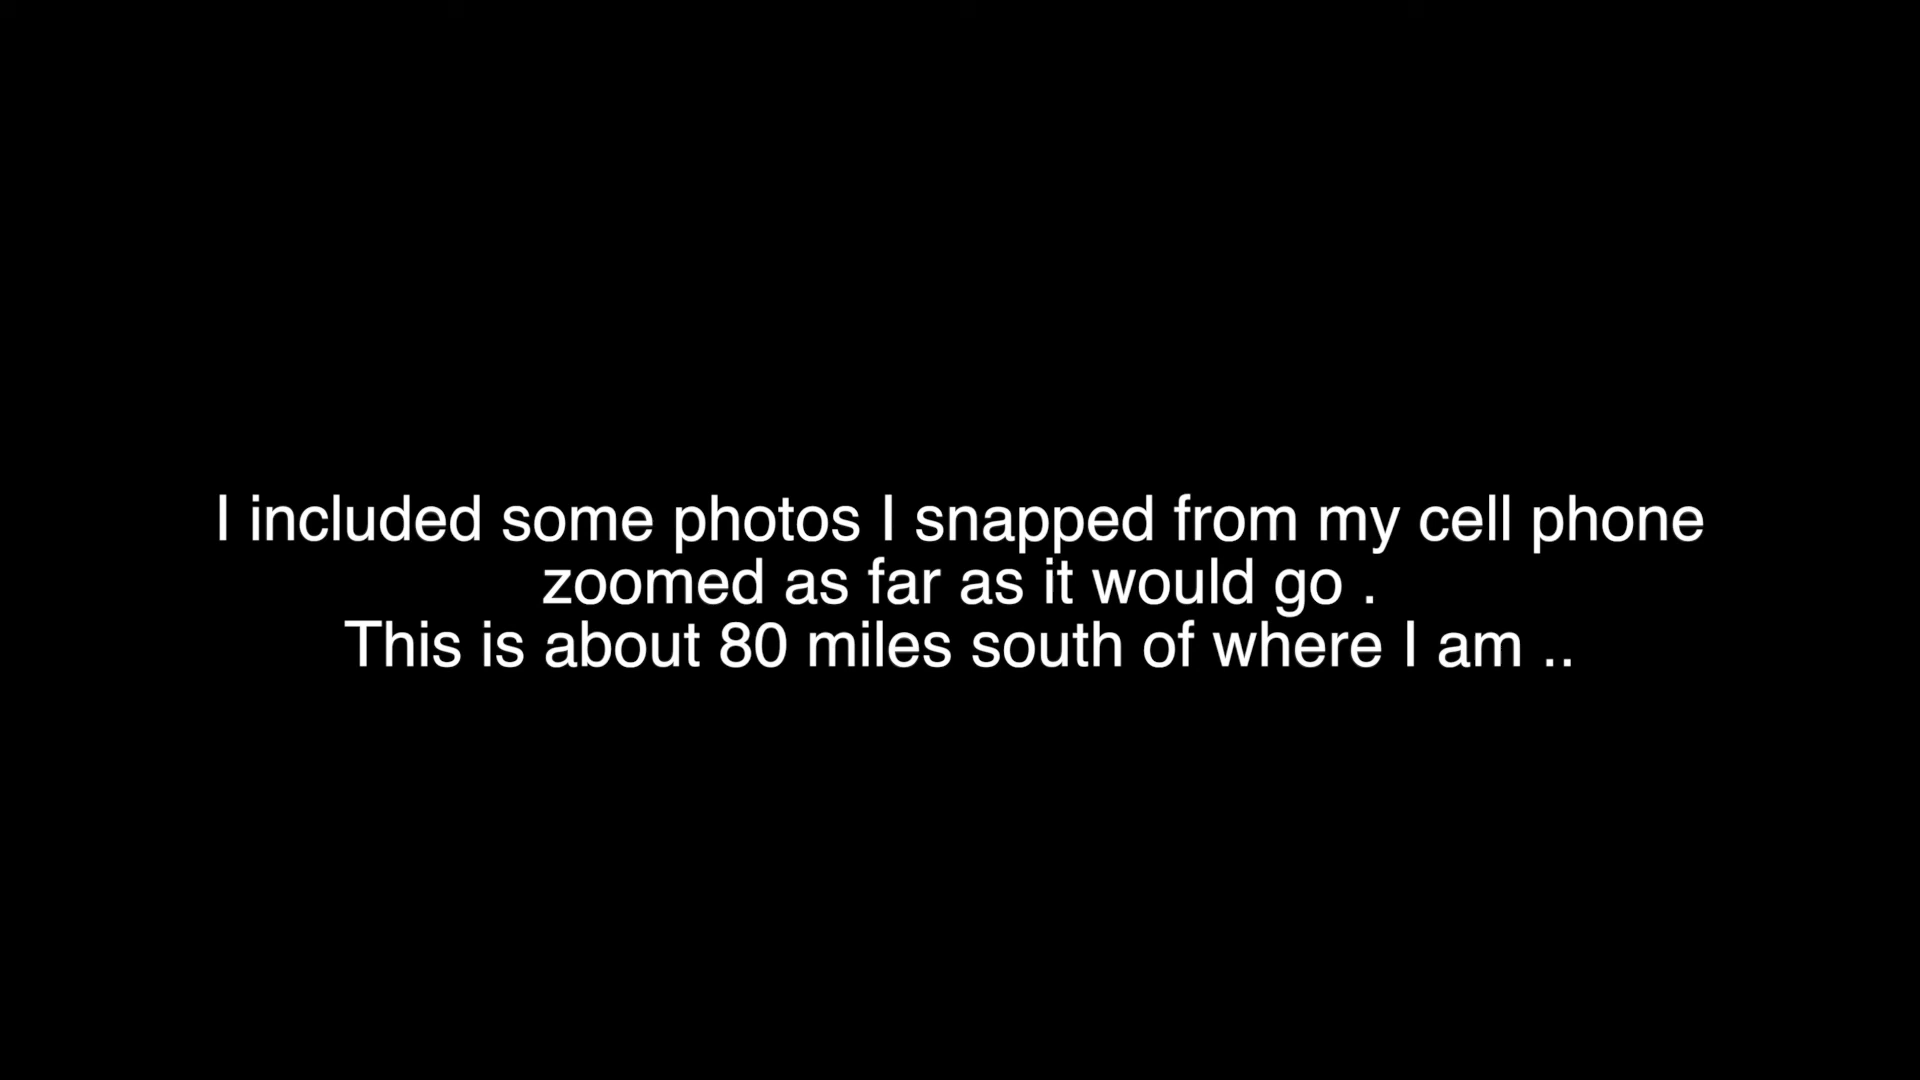 I included some photos I snapped from my cell phone
zoomed as far as it would go .
This is about 80 miles south of where I am ..